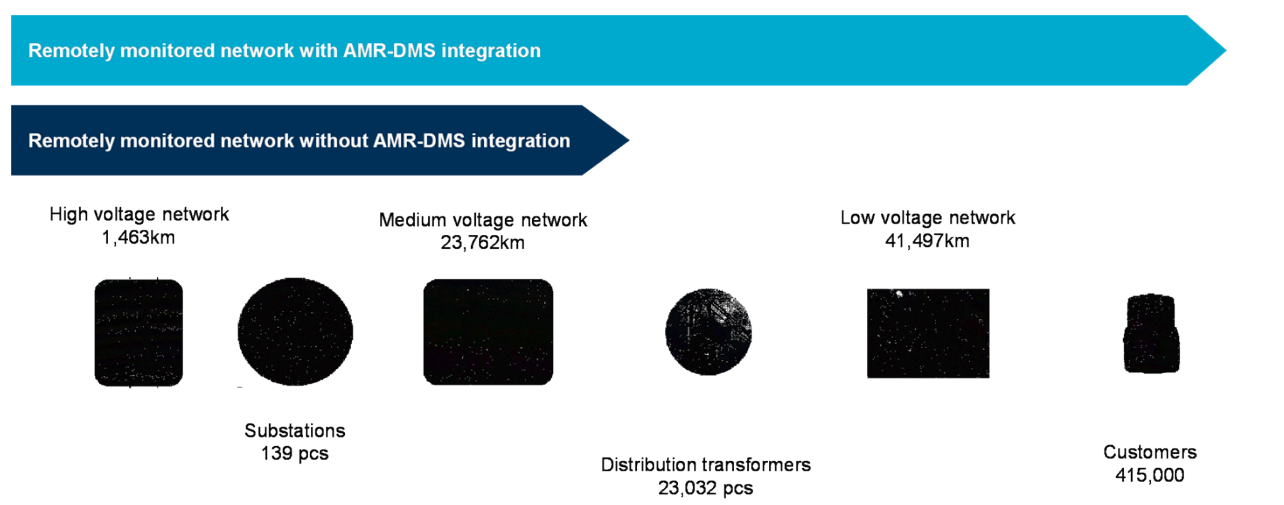 Remotely monitored network with AMR-DMS integration
Remotely monitored network without AMR-DMS integration
High voltage network
1,463km
Medium voltage network
23,762km
Low voltage network
41,497km
Substations
139 pcs
Distribution transformers
23,032 pcs
Customers
415,000